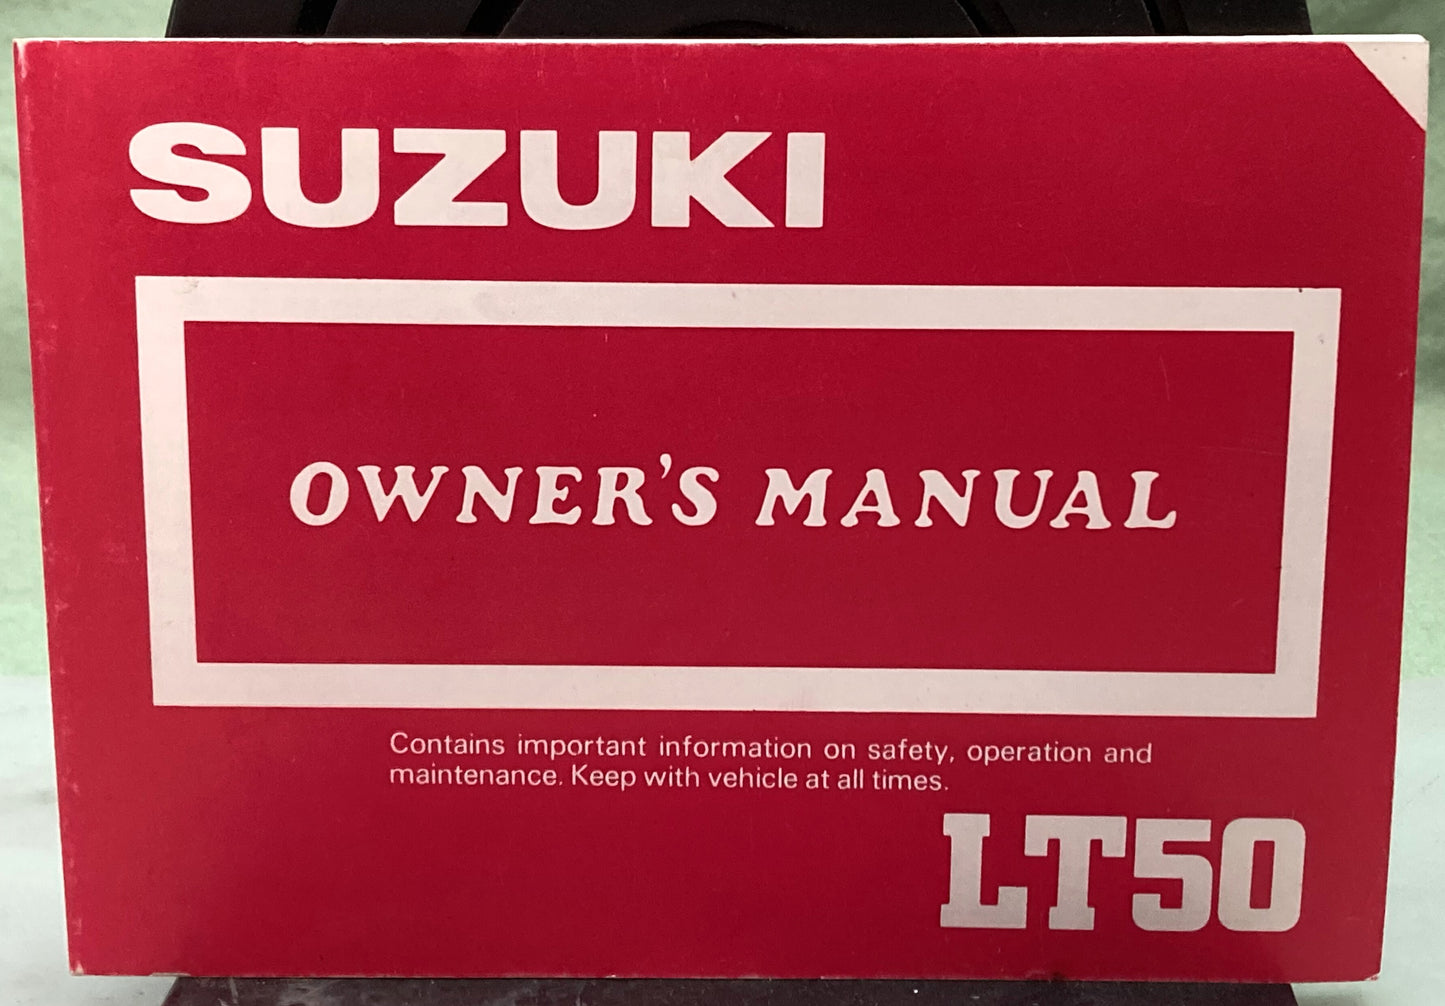 SUZUKI
OWNER'S MANUAL
Contains important information on safety, operation and
maintenance. Keep with vehicle at all times.
LT50